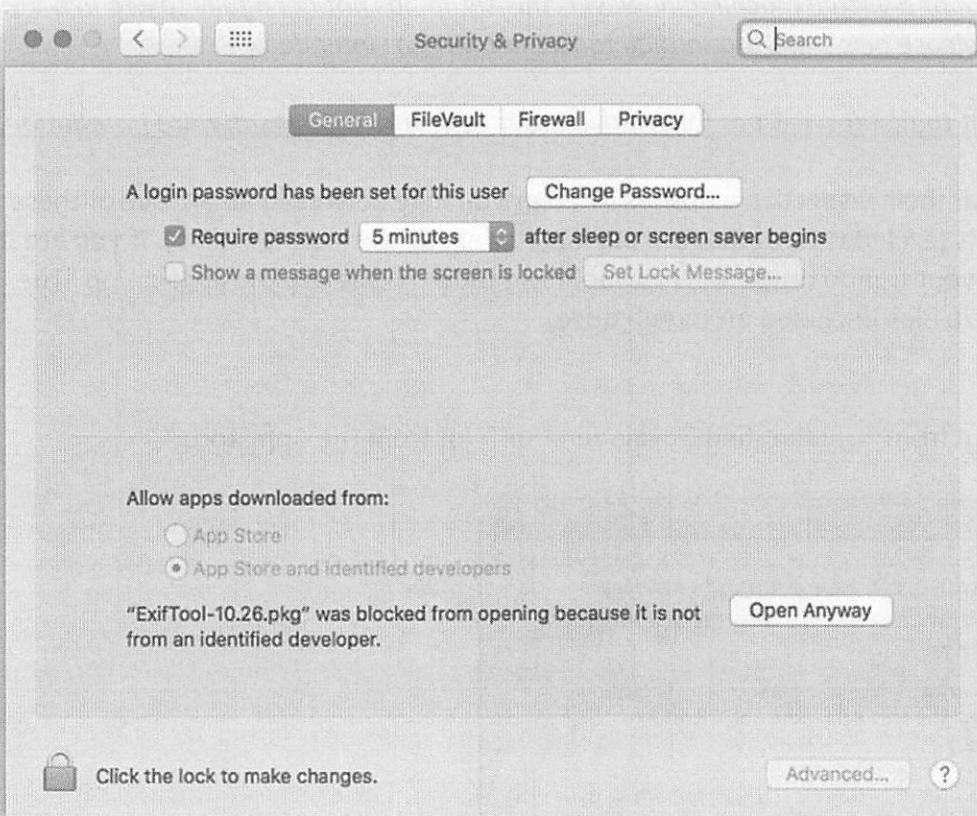 Security & Privacy
Search
General FileVault Firewall Privacy
A login password has been set for this user Change Password...
Require password 5 minutes after sleep or screen saver begins
Show a message when the screen is locked Set Lock Message...
Allow apps downloaded from:
App Store
App Store and identified developers
"ExifTool-10.26.pkg" was blocked from opening because it is not
from an identified developer.
Open Anyway
Click the lock to make changes.
Advanced...
?